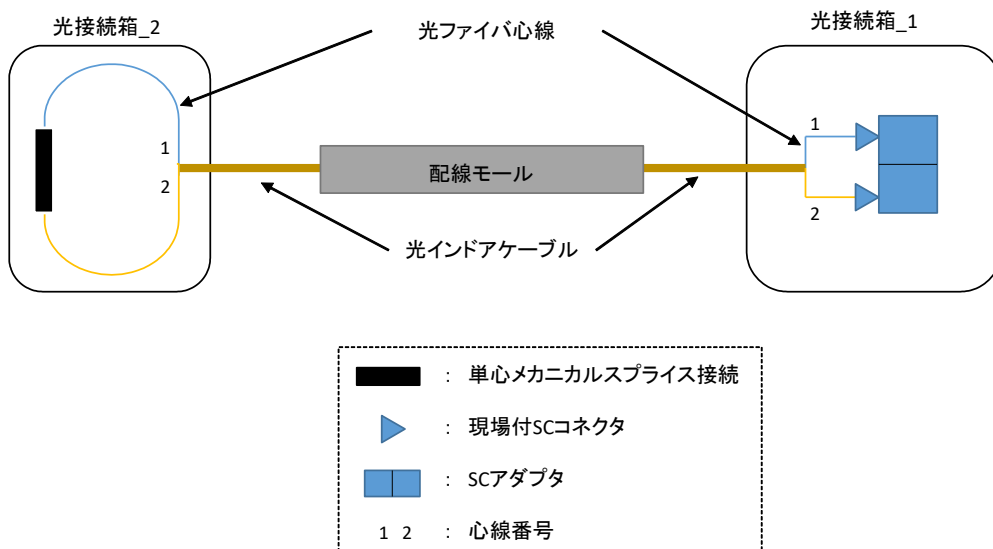 光接続箱_2
光ファイバ心線
光接続箱_1
1
2
配線モール
1
2
光インドアケーブル
： 単心メカニカルスプライス接続
： 現場付SCコネクタ
： SCアダプタ
1 2 ： 心線番号